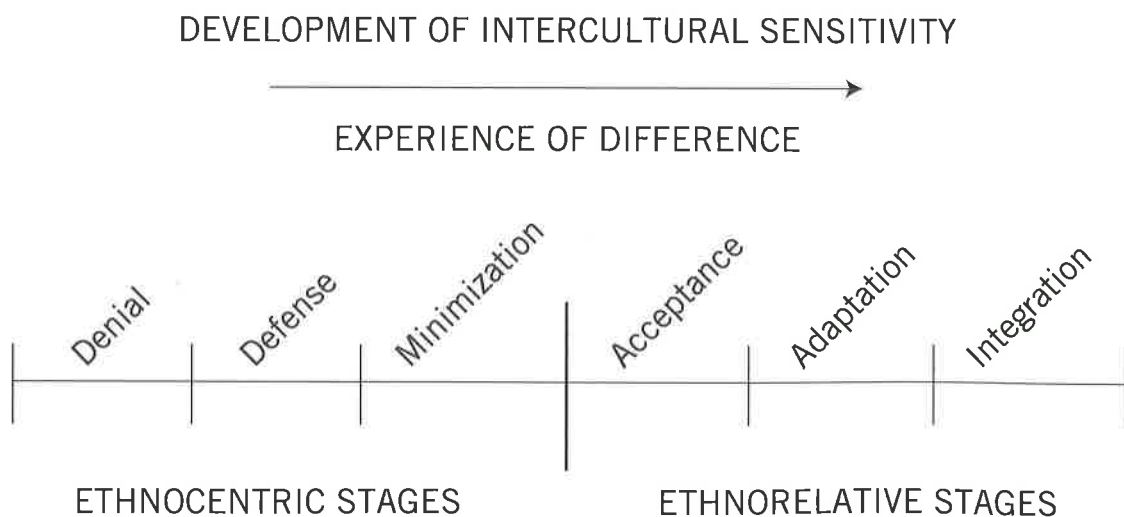 DEVELOPMENT OF INTERCULTURAL SENSITIVITY
EXPERIENCE OF DIFFERENCE
Denial
Defense
Minimization
Acceptance
Adaptation
Integration
ETHNOCENTRIC STAGES
ETHNORELATIVE STAGES